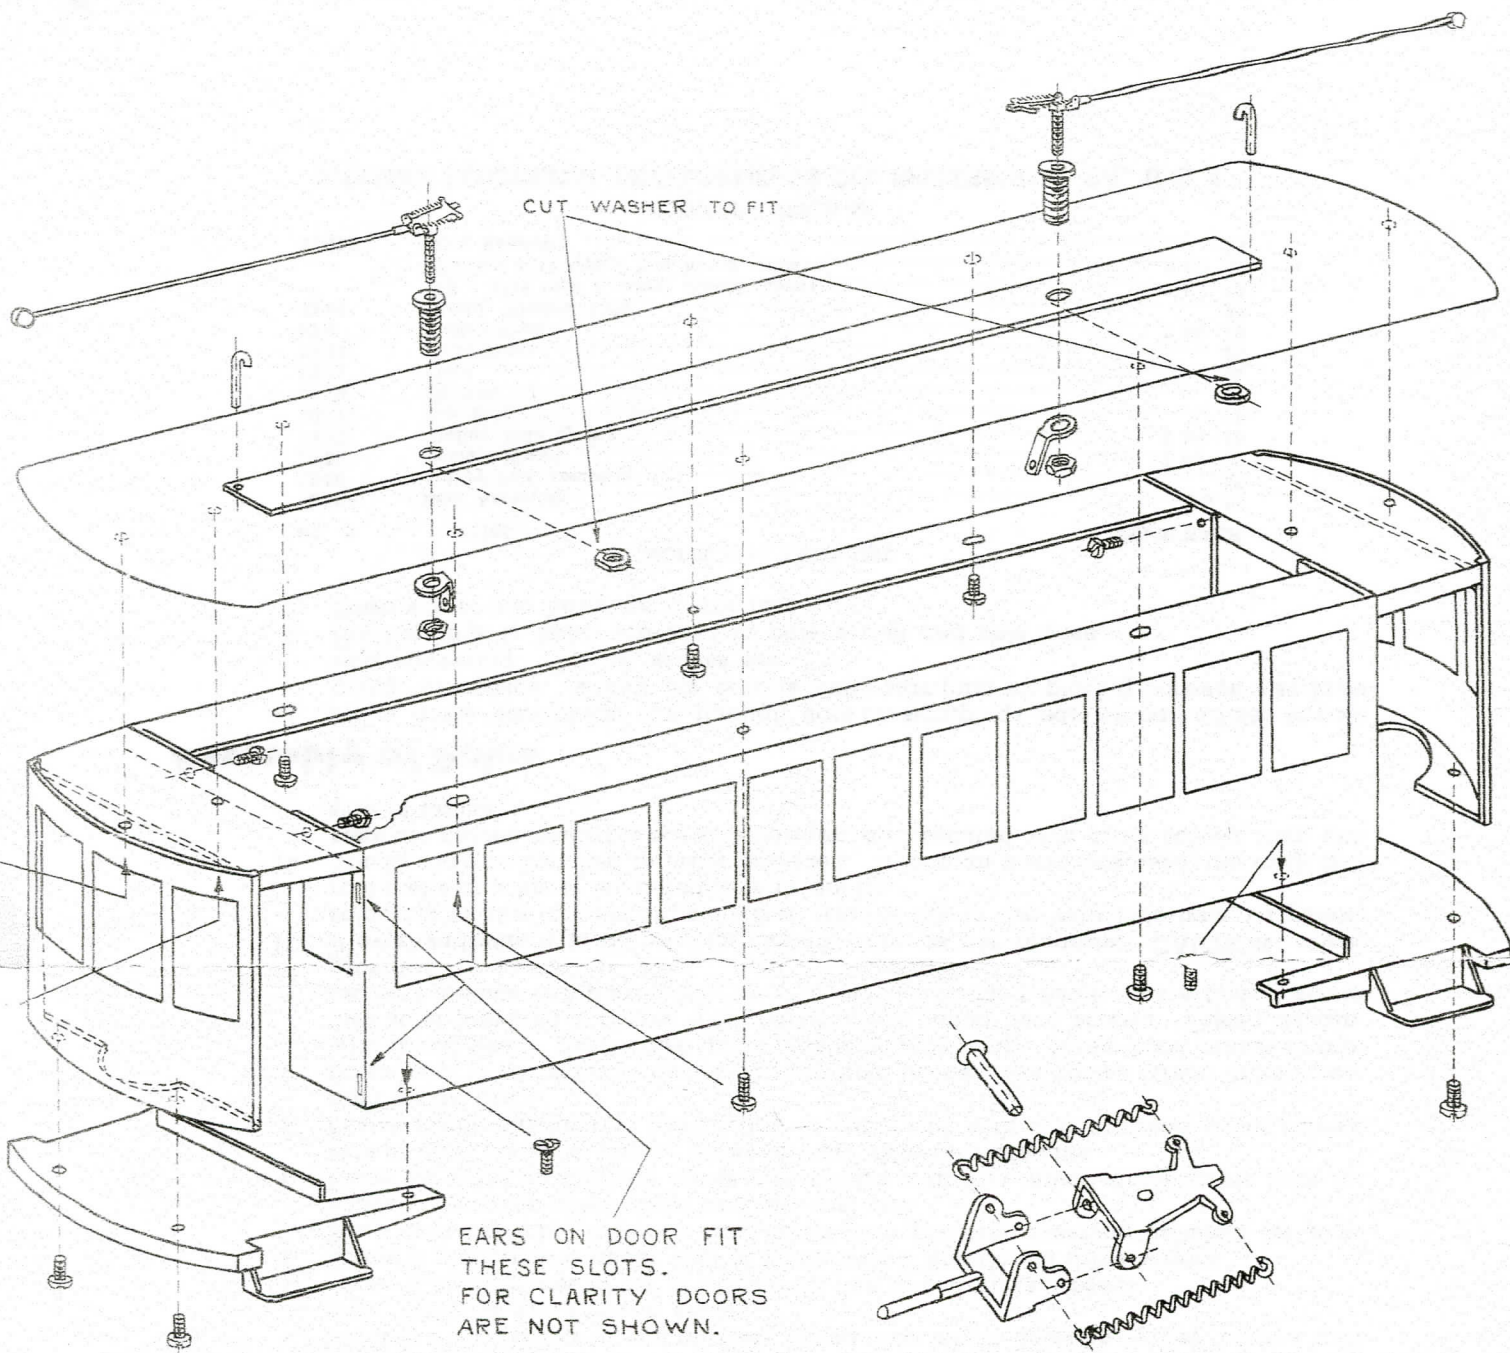 CUT WASHER TO FIT
EARS ON DOOR FIT
THESE SLOTS.
FOR CLARITY DOORS
ARE NOT SHOWN.